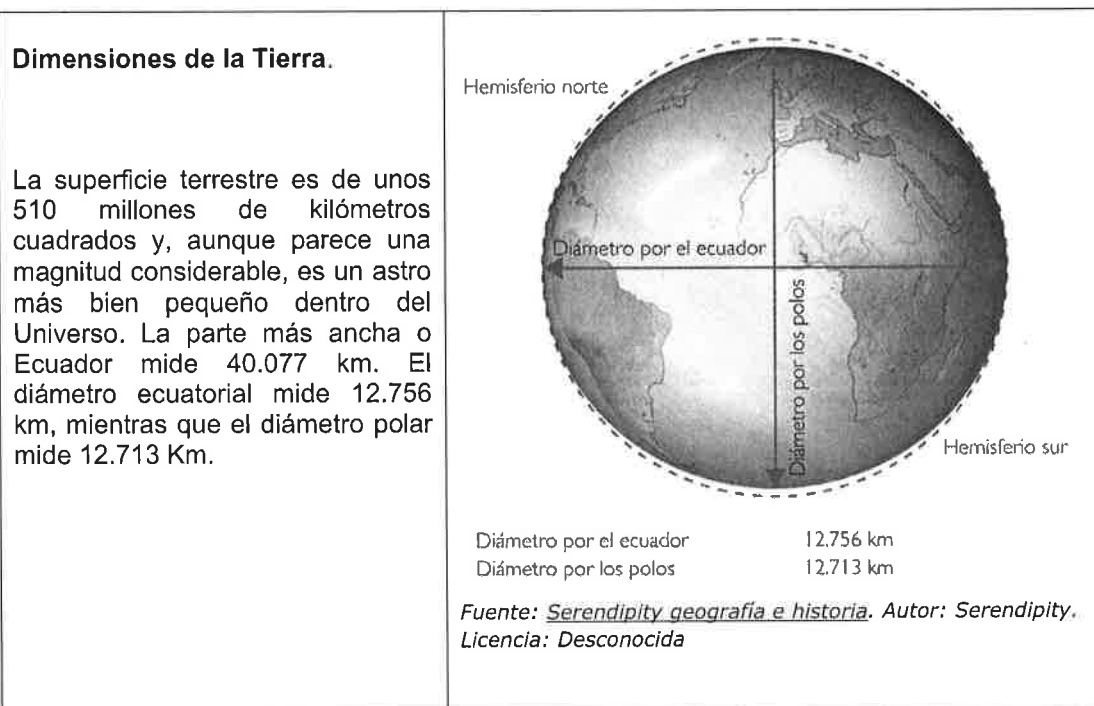 Dimensiones de la Tierra.
La superficie terrestre es de unos
510 millones de kilómetros
cuadrados y, aunque parece una
magnitud considerable, es un astro
más bien pequeño dentro del
Universo. La parte más ancha o
Ecuador mide 40.077 km. El
diámetro ecuatorial mide 12.756
km, mientras que el diámetro polar
mide 12.713 Km.
Hemisferio norte
Diámetro por el ecuador
Diámetro por los polos
Hemisferio sur
Diámetro por el ecuador 12.756 km
Diámetro por los polos 12.713 km
Fuente: Serendipity geografía e historia. Autor: Serendipity.
Licencia: Desconocida